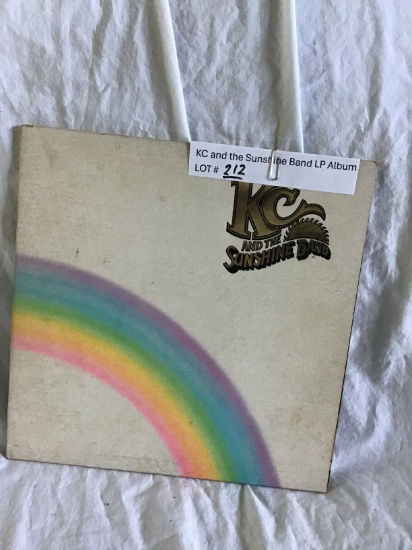 KC and the Sunshine Band LP Album
LOT # 212
KC
AND THE
SUNSHINE BAND